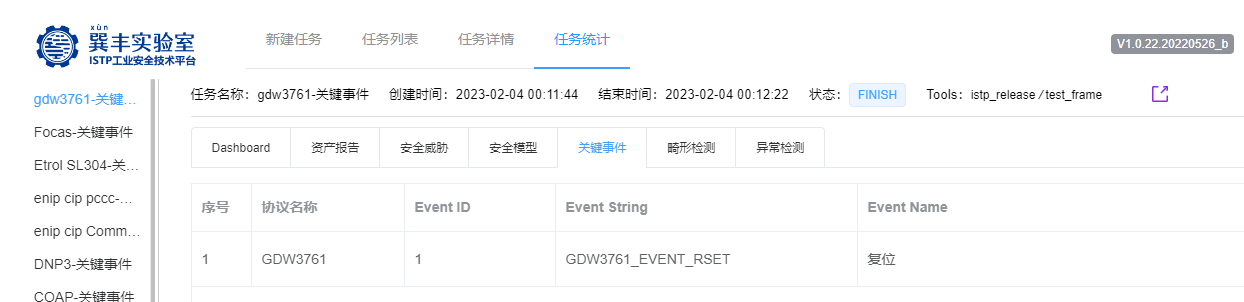 xùn
巽丰实验室
ISTP工业安全技术平台
新建任务 任务列表 任务详情 任务统计
V1.0.22.20220526_b
gdw3761-关键...
Focas-关键事件
Etrol SL304-关...
enip cip pccc-...
enip cip Comm...
DNP3-关键事件
COAP-关键事件
任务名称：gdw3761-关键事件 创建时间：2023-02-04 00:11:44 结束时间：2023-02-04 00:12:22 状态： FINISH Tools：istp_release / test_frame
Dashboard 资产报告 安全威胁 安全模型 关键事件 畸形检测 异常检测
序号 协议名称 Event ID Event String Event Name
1 GDW3761 1 GDW3761_EVENT_RSET 复位